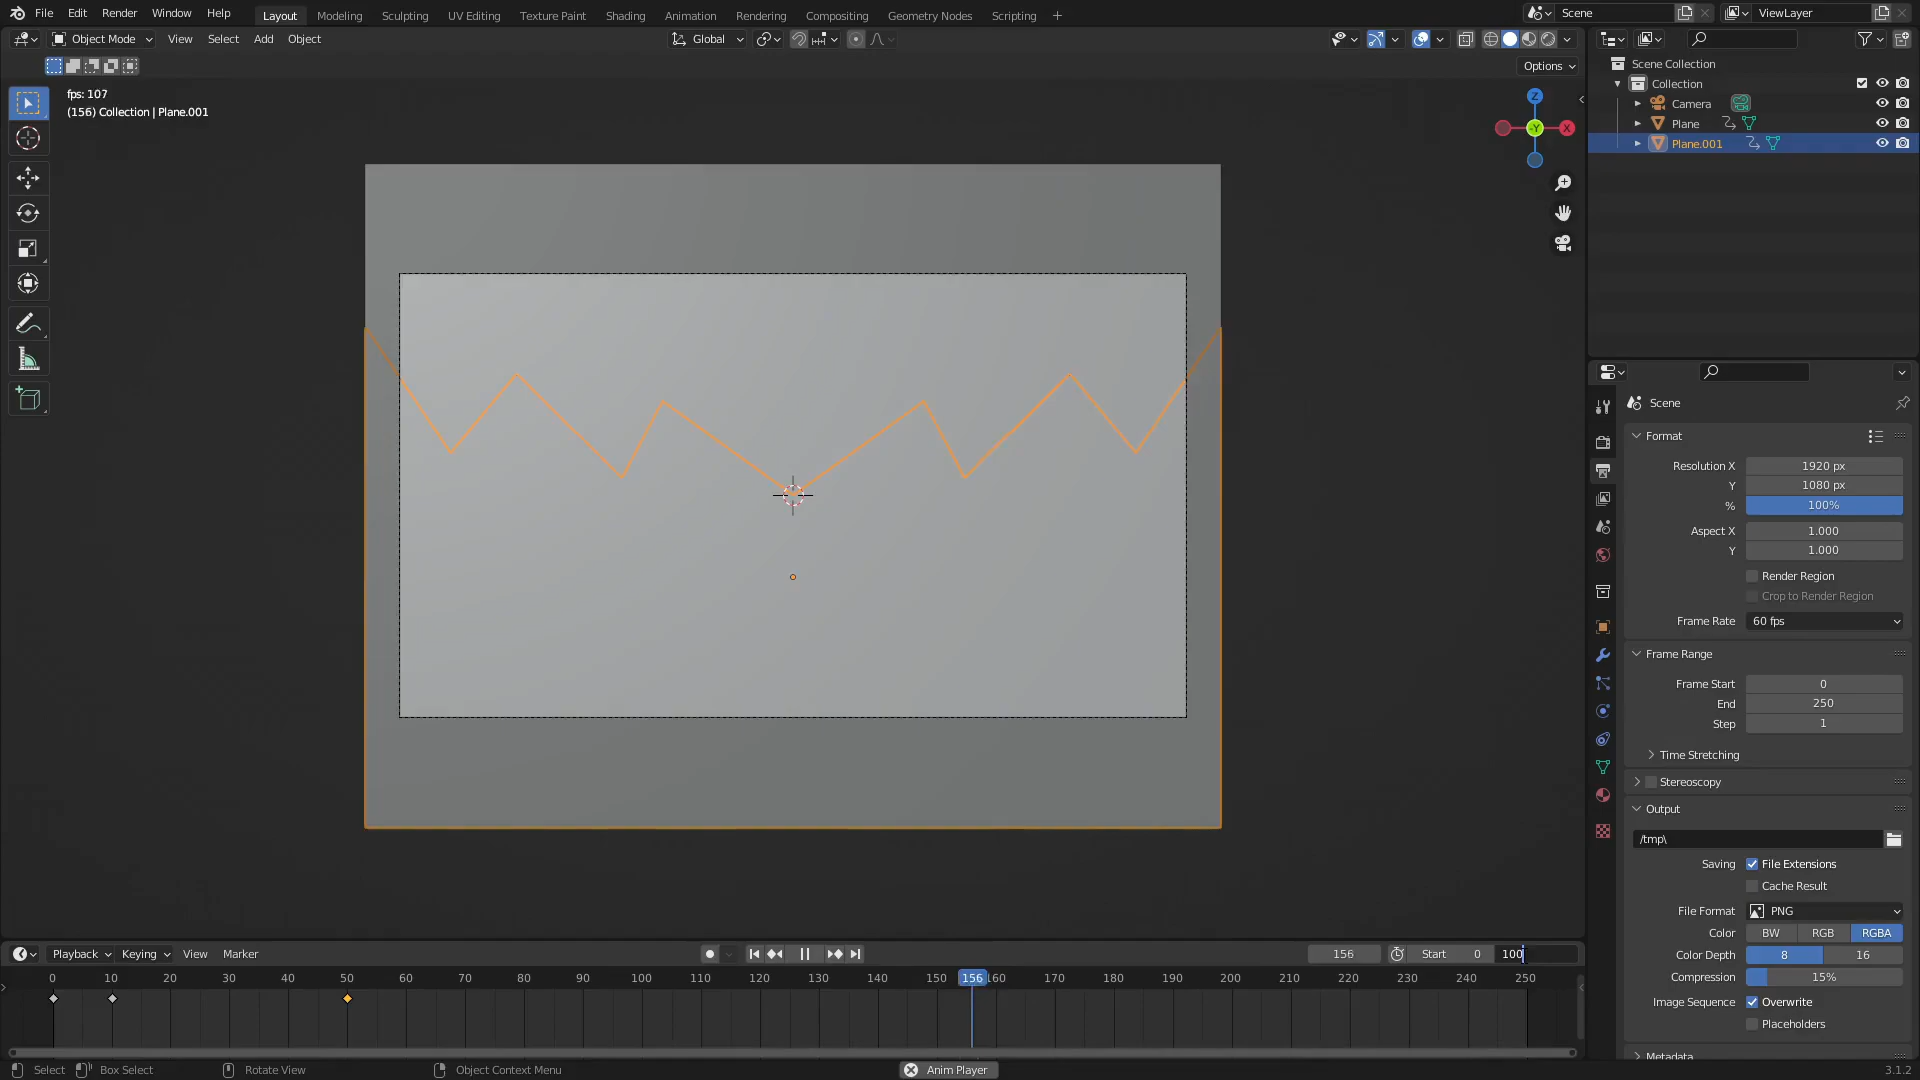 File Edit Render Window Help Layout Modeling Sculpting UV Editing Texture Paint Shading Animation Rendering Compositing Geometry Nodes Scripting + Scene ViewLayer
Object Mode View Select Add Object Global
Options
fps: 107
(156) Collection | Plane.001
Z
Y X
Scene Collection
Collection
Camera
Plane
Plane.001
Scene
Format
Resolution X 1920 px
Y 1080 px
% 100%
Aspect X 1.000
Y 1.000
Render Region
Crop to Render Region
Frame Rate 60 fps
Frame Range
Frame Start 0
End 250
Step 1
Time Stretching
Stereoscopy
Output
/tmp\
Saving File Extensions
Cache Result
File Format PNG
Color BW RGB RGBA
Color Depth 8 16
Compression 15%
Image Sequence Overwrite
Placeholders
Metadata
Playback Keying View Marker 156 Start 0 100
0 10 20 30 40 50 60 70 80 90 100 110 120 130 140 150 156 160 170 180 190 200 210 220 230 240 250
Select Box Select Rotate View Object Context Menu Anim Player 3.1.2